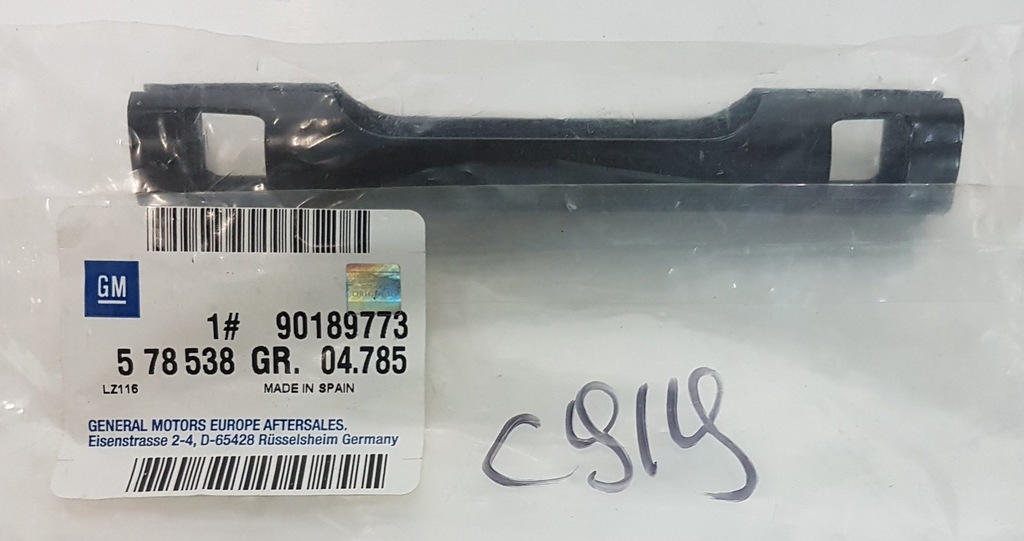 GM
1# 90189773
5 78 538 GR. 04.785
LZ116 MADE IN SPAIN
GENERAL MOTORS EUROPE AFTERSALES.
Eisenstrasse 2-4, D-65428 Rüsselsheim Germany
C919